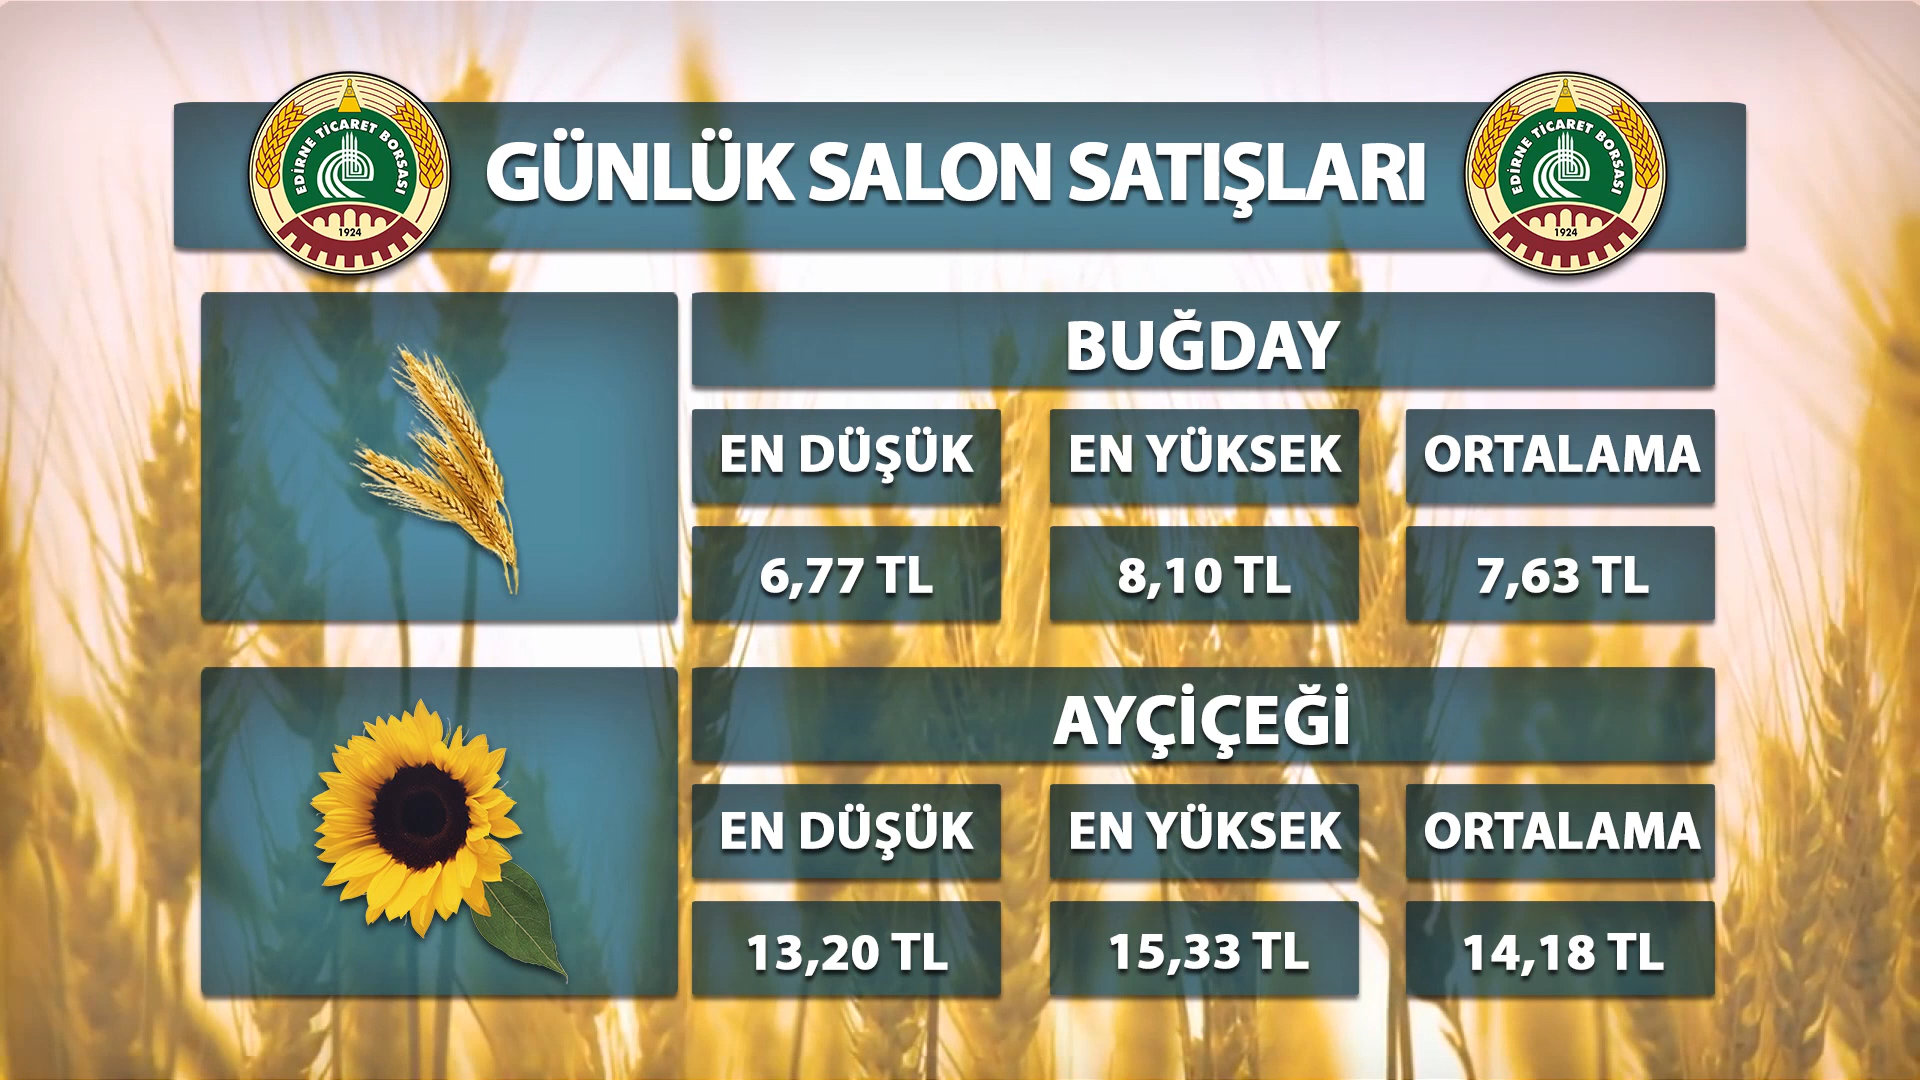 GÜNLÜK SALON SATIŞLARI
EDİRNE TİCARET BORSASI
1924
EDİRNE TİCARET BORSASI
1924
BUĞDAY
EN DÜŞÜK EN YÜKSEK ORTALAMA
6,77 TL 8,10 TL 7,63 TL
AYÇİÇEĞİ
EN DÜŞÜK EN YÜKSEK ORTALAMA
13,20 TL 15,33 TL 14,18 TL